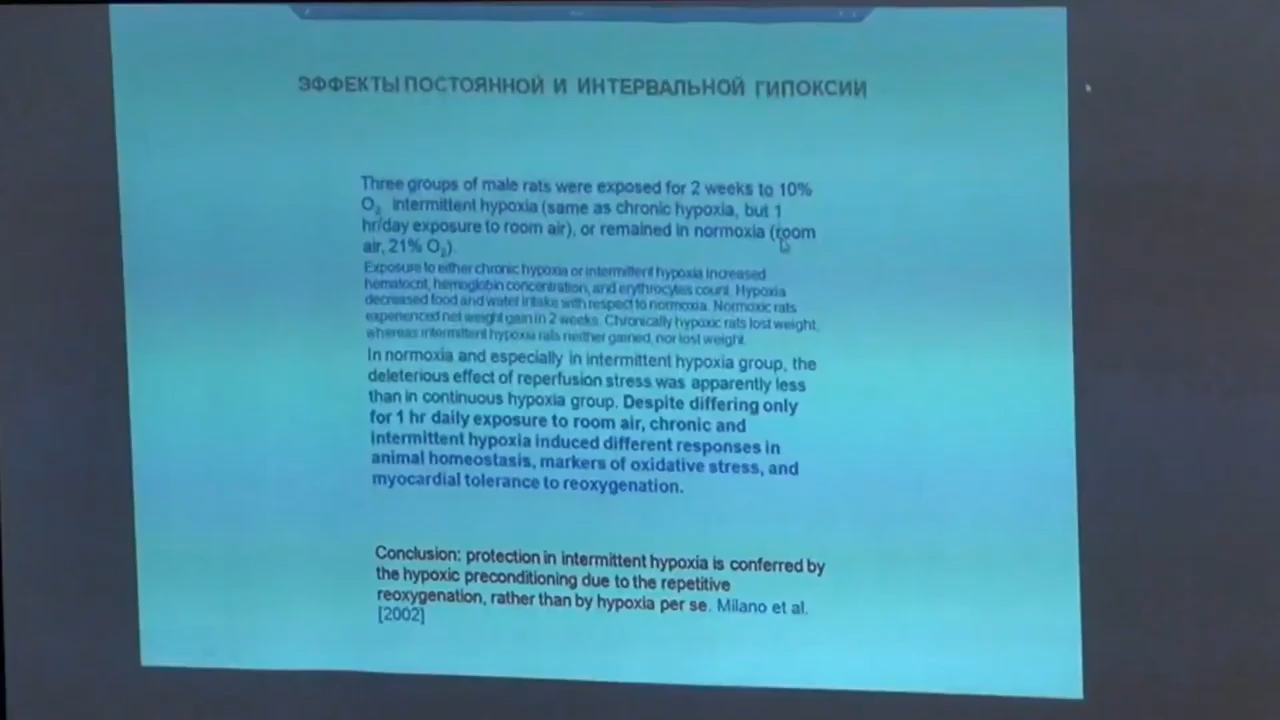 ЭФФЕКТЫ ПОСТОЯННОЙ И ИНТЕРВАЛЬНОЙ ГИПОКСИИ
Three groups of male rats were exposed for 2 weeks to 10%
O₂ intermittent hypoxia (same as chronic hypoxia, but 1
hr/day exposure to room air), or remained in normoxia (room
air, 21% O₂).
Exposure to either chronic hypoxia or intermittent hypoxia increased
hematocrit, hemoglobin concentration, and erythrocytes count. Hypoxia
decreased food and water intake with respect to normoxia. Normoxic rats
experienced net weight gain in 2 weeks. Chronically hypoxic rats lost weight,
whereas intermittent hypoxia rats neither gained, nor lost weight.
In normoxia and especially in intermittent hypoxia group, the
deleterious effect of reperfusion stress was apparently less
than in continuous hypoxia group. Despite differing only
for 1 hr daily exposure to room air, chronic and
intermittent hypoxia induced different responses in
animal homeostasis, markers of oxidative stress, and
myocardial tolerance to reoxygenation.
Conclusion: protection in intermittent hypoxia is conferred by
the hypoxic preconditioning due to the repetitive
reoxygenation, rather than by hypoxia per se. Milano et al.
[2002]